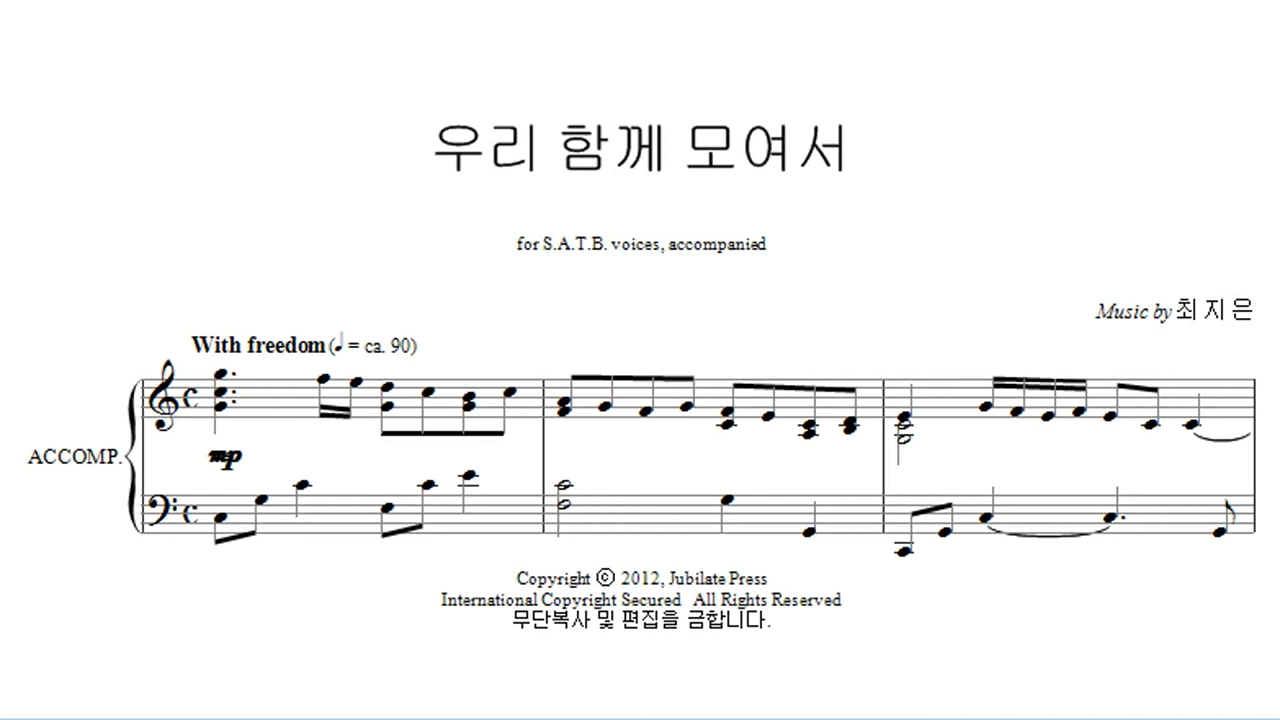 우리 함께 모여서
for S.A.T.B. voices, accompanied
Music by 최 지 은
With freedom (♩ = ca. 90)
mp
ACCOMP.
Copyright © 2012, Jubilate Press
International Copyright Secured All Rights Reserved
무단복사 및 편집을 금합니다.